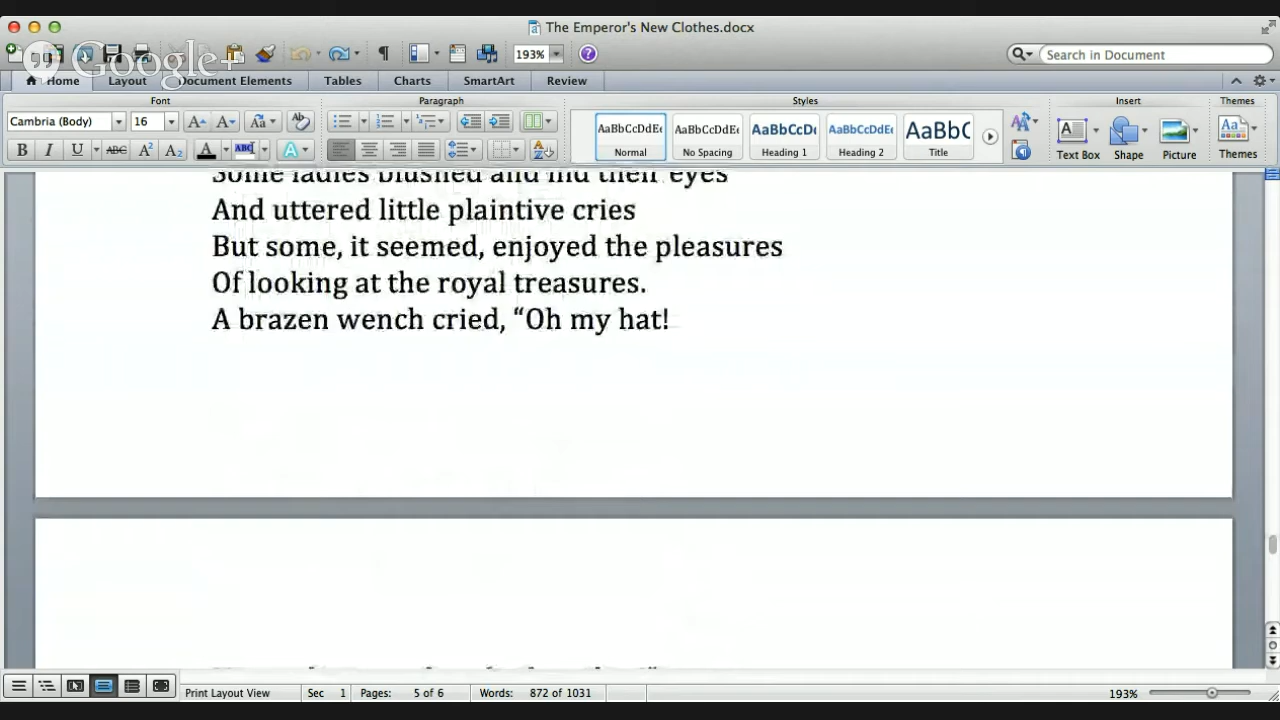 The Emperor's New Clothes.docx
Google+
193%
Search in Document
Home Layout Document Elements Tables Charts SmartArt Review
Font Paragraph Styles Insert Themes
Cambria (Body) 16
AaBbCcDdEe AaBbCcDdEe AaBbCcDc AaBbCcDdEe AaBbC
Normal No Spacing Heading 1 Heading 2 Title
Text Box Shape Picture Themes
Some ladies blushed and hid their eyes
And uttered little plaintive cries
But some, it seemed, enjoyed the pleasures
Of looking at the royal treasures.
A brazen wench cried, “Oh my hat!
Print Layout View Sec 1 Pages: 5 of 6 Words: 872 of 1031 193%